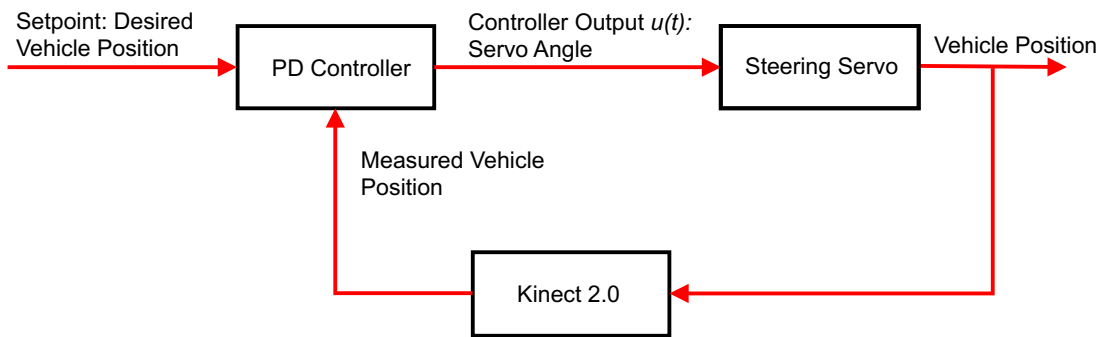 Setpoint: Desired
Vehicle Position
PD Controller
Controller Output u(t):
Servo Angle
Steering Servo
Vehicle Position
Measured Vehicle
Position
Kinect 2.0